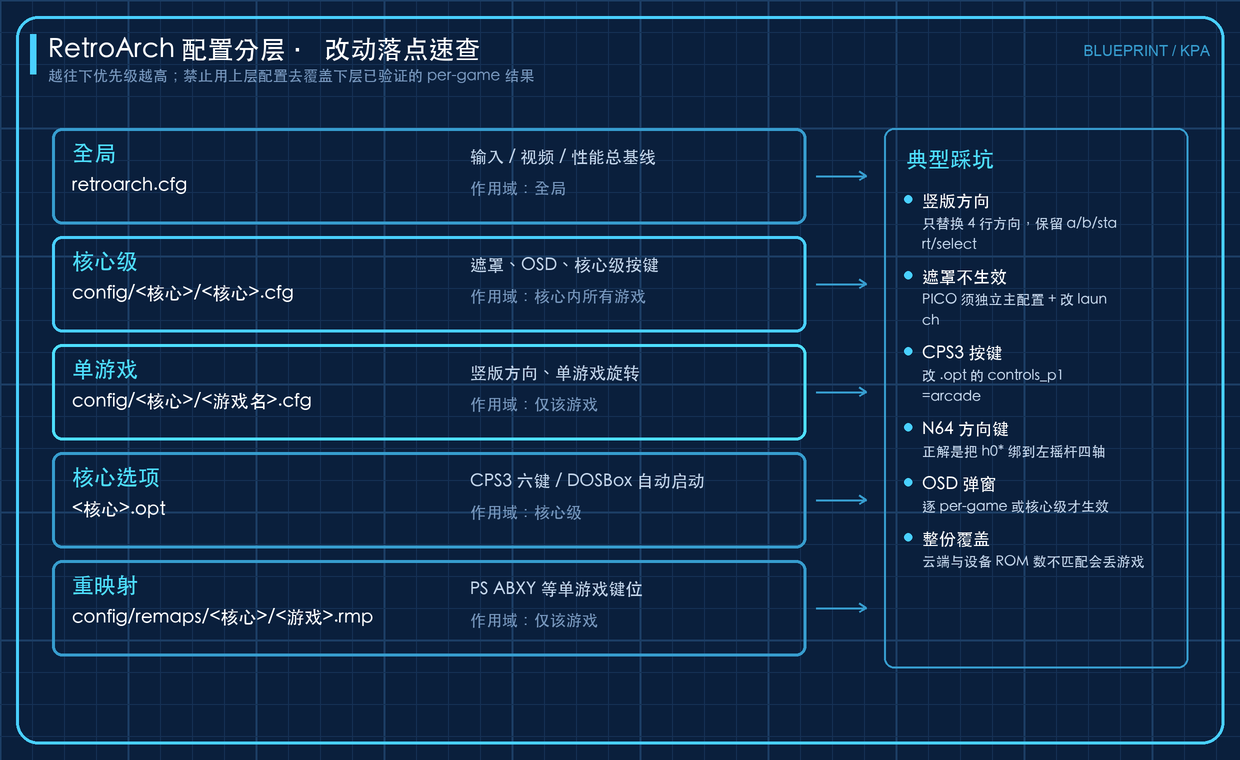 RetroArch 配置分层 · 改动落点速查
BLUEPRINT / KPA
越往下优先级越高；禁止用上层配置去覆盖下层已验证的 per-game 结果
全局
retroarch.cfg
输入 / 视频 / 性能总基线
作用域：全局
核心级
config/<核心>/<核心>.cfg
遮罩、OSD、核心级按键
作用域：核心内所有游戏
单游戏
config/<核心>/<游戏名>.cfg
竖版方向、单游戏旋转
作用域：仅该游戏
核心选项
<核心>.opt
CPS3 六键 / DOSBox 自动启动
作用域：核心级
重映射
config/remaps/<核心>/<游戏>.rmp
PS ABXY 等单游戏键位
作用域：仅该游戏
典型踩坑
竖版方向
只替换 4 行方向，保留 a/b/sta
rt/select
遮罩不生效
PICO 须独立主配置 + 改 laun
ch
CPS3 按键
改 .opt 的 controls_p1
=arcade
N64 方向键
正解是把 h0* 绑到左摇杆四轴
OSD 弹窗
逐 per-game 或核心级才生效
整份覆盖
云端与设备 ROM 数不匹配会丢游戏